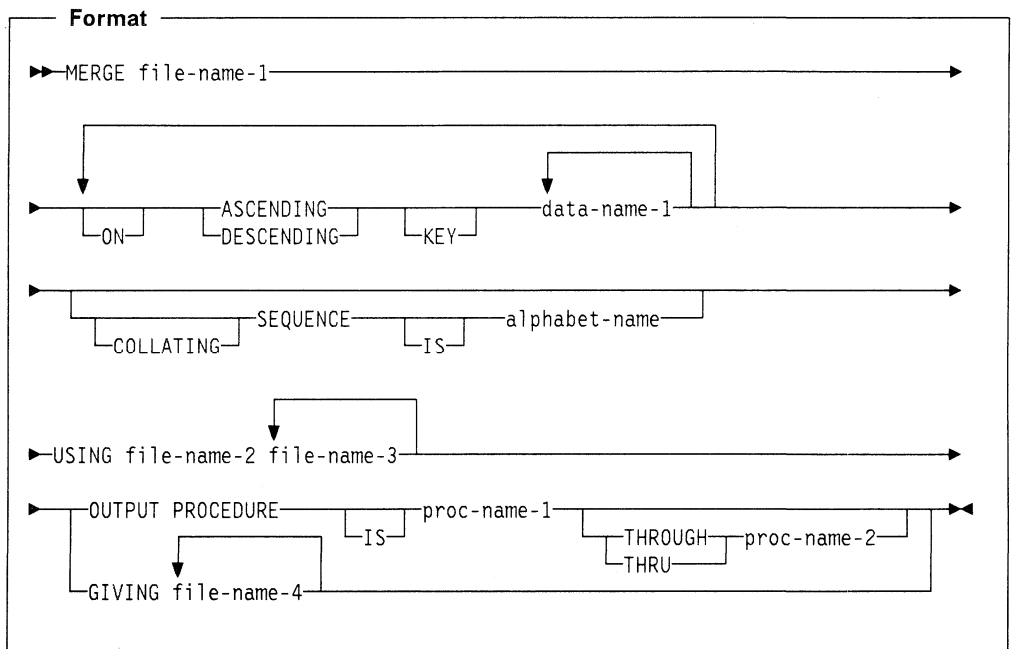 Format
MERGE file-name-1
ASCENDING data-name-1
ON DESCENDING KEY
SEQUENCE alphabet-name
COLLATING IS
USING file-name-2 file-name-3
OUTPUT PROCEDURE proc-name-1
IS THROUGH proc-name-2
THRU
GIVING file-name-4